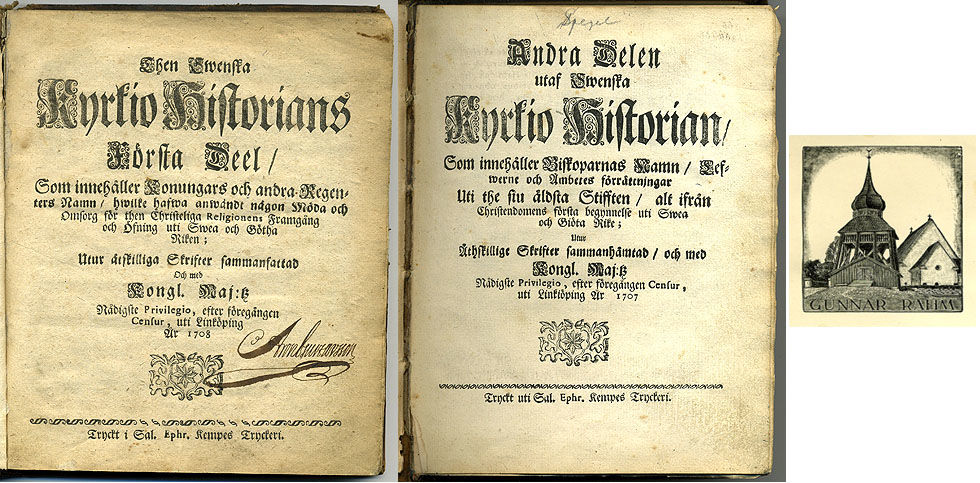 Then Swenska
Kyrkio Historians
Första Deel /
Som innehåller Konungars och andra Regen-
ters Namn / hwilke hafwa anwändt någon Möda och
Omsorg för then Christeliga Religionens Framgång
och Öfning uti Swea och Götha
Riken;
Utur åtskilliga Skrifter sammanfattad
Och med
Kongl. Maj:tz
Nådigste Privilegio, efter föregången
Censur, uti Linköping
År 1708
Tryckt i Sal. Ephr. Kempes Tryckeri.
Spegel
Andra Delen
utaf Swenska
Kyrkio Historian /
Som innehåller Biskoparnas Namn / Lef-
werne och Ambetes förrättningar
Uti the siu äldsta Stifften / alt ifrån
Christendomens första begynnelse uti Swea
och Giöta Rike;
Utur
Åthskillige Skrifter sammanhämtad / och med
Kongl. Maj:tz
Nådigste Privilegio, efter föregången Censur,
uti Linköping År 1707
Tryckt uti Sal. Ephr. Kempes Tryckeri.
GUNNAR RAHM